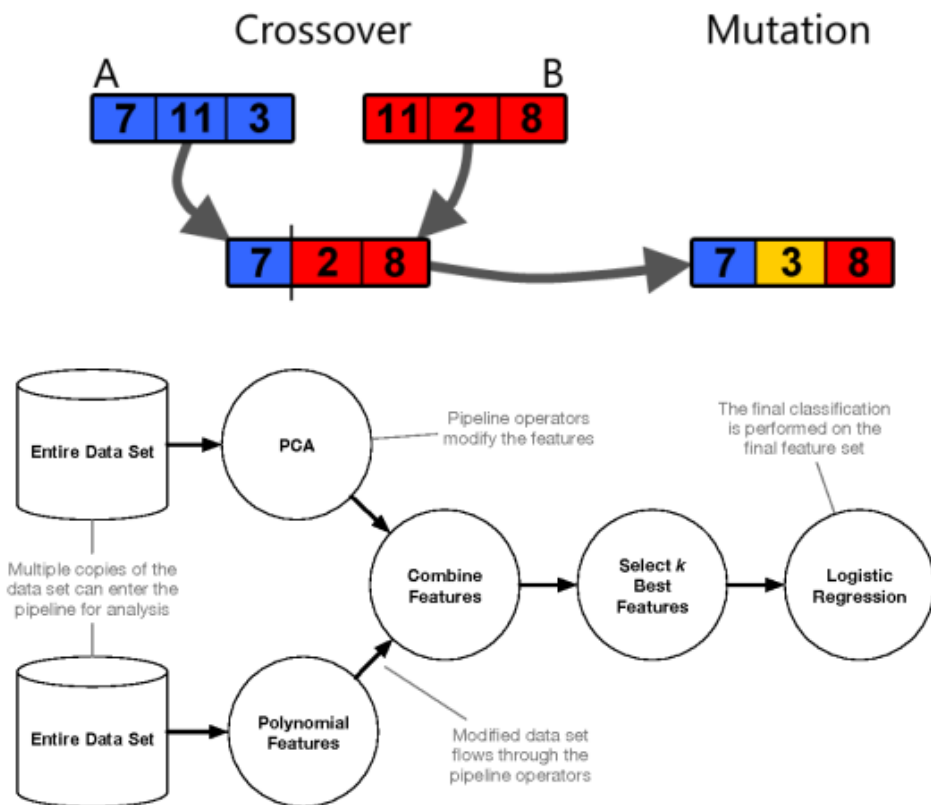 Crossover
Mutation
A
B
7 11 3
11 2 8
7 2 8
7 3 8
Entire Data Set
PCA
Pipeline operators
modify the features
The final classification
is performed on the
final feature set
Multiple copies of the
data set can enter the
pipeline for analysis
Combine
Features
Select k
Best
Features
Logistic
Regression
Entire Data Set
Polynomial
Features
Modified data set
flows through the
pipeline operators